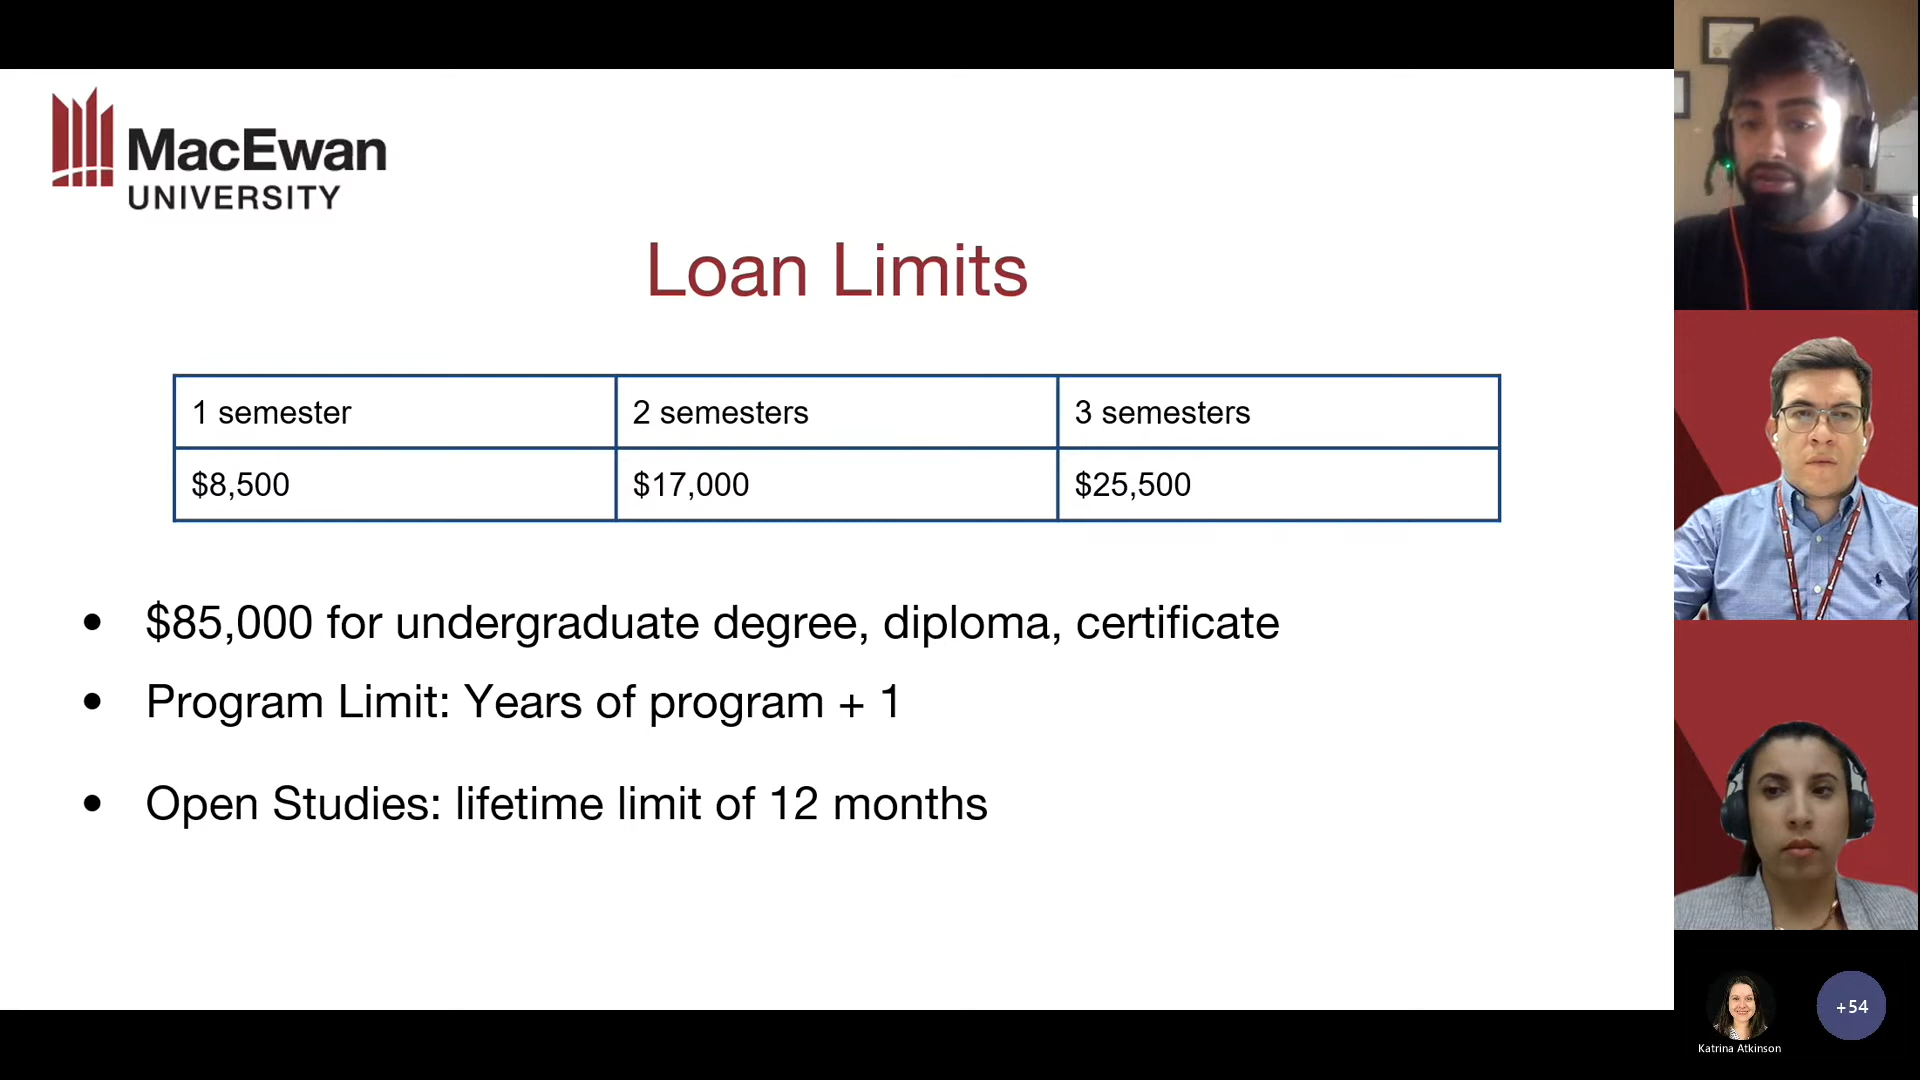 MacEwan
UNIVERSITY
Loan Limits
1 semester
2 semesters
3 semesters
$8,500
$17,000
$25,500
• $85,000 for undergraduate degree, diploma, certificate
• Program Limit: Years of program + 1
• Open Studies: lifetime limit of 12 months
+54
Katrina Atkinson